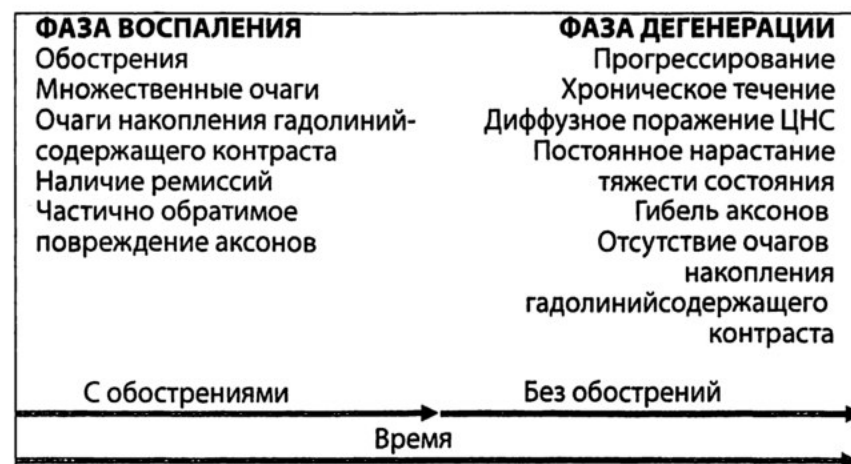 ФАЗА ВОСПАЛЕНИЯ
Обострения
Множественные очаги
Очаги накопления гадолиний-
содержащего контраста
Наличие ремиссий
Частично обратимое
повреждение аксонов
ФАЗА ДЕГЕНЕРАЦИИ
Прогрессирование
Хроническое течение
Диффузное поражение ЦНС
Постоянное нарастание
тяжести состояния
Гибель аксонов
Отсутствие очагов
накопления
гадолинийсодержащего
контраста
С обострениями
Без обострений
Время